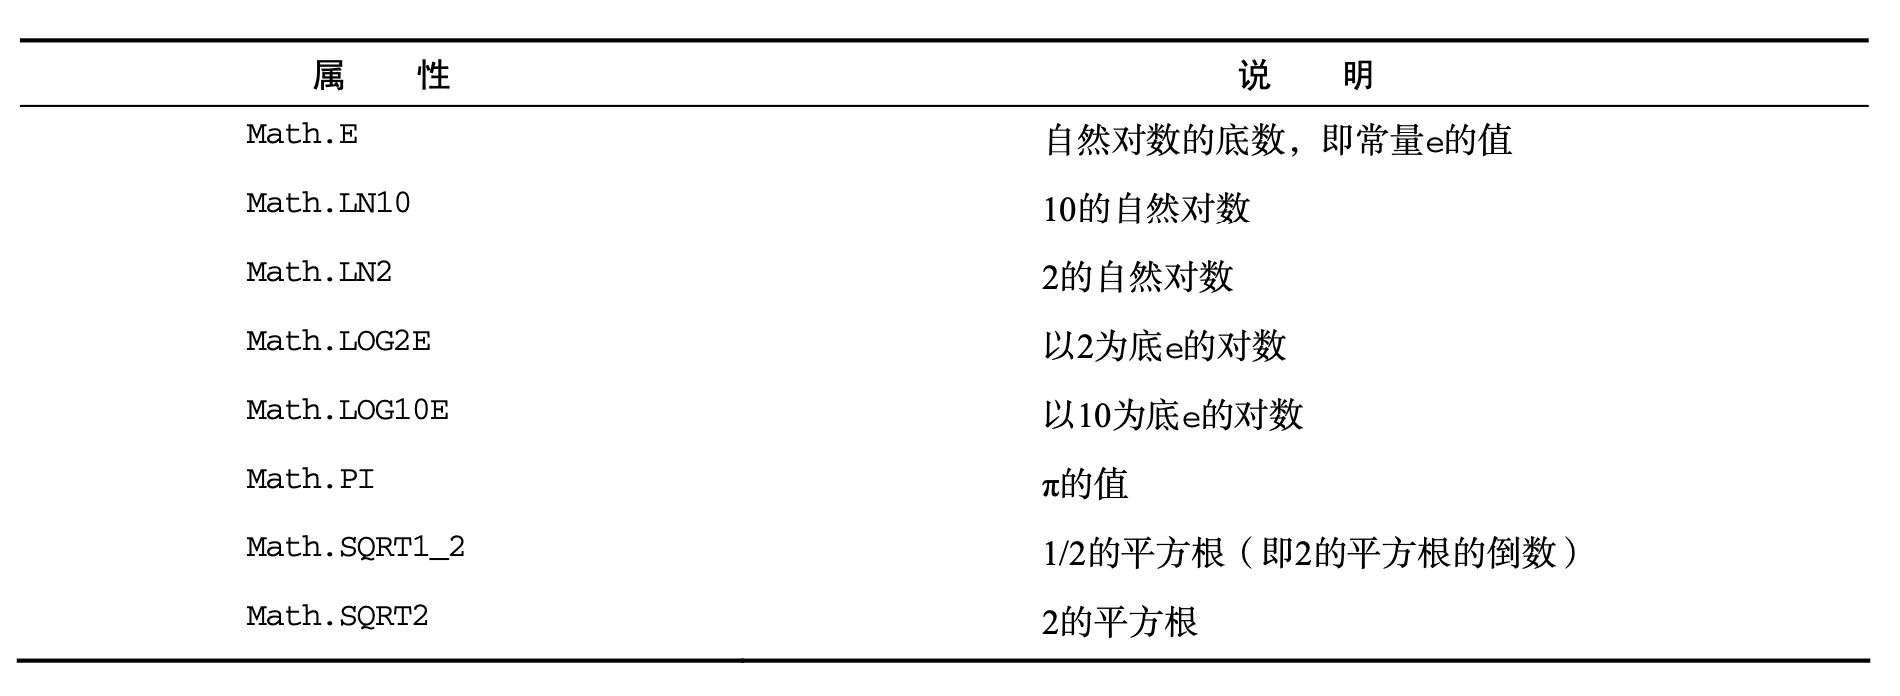 属 性 说 明
Math.E 自然对数的底数，即常量e的值
Math.LN10 10的自然对数
Math.LN2 2的自然对数
Math.LOG2E 以2为底e的对数
Math.LOG10E 以10为底e的对数
Math.PI π的值
Math.SQRT1_2 1/2的平方根（即2的平方根的倒数）
Math.SQRT2 2的平方根